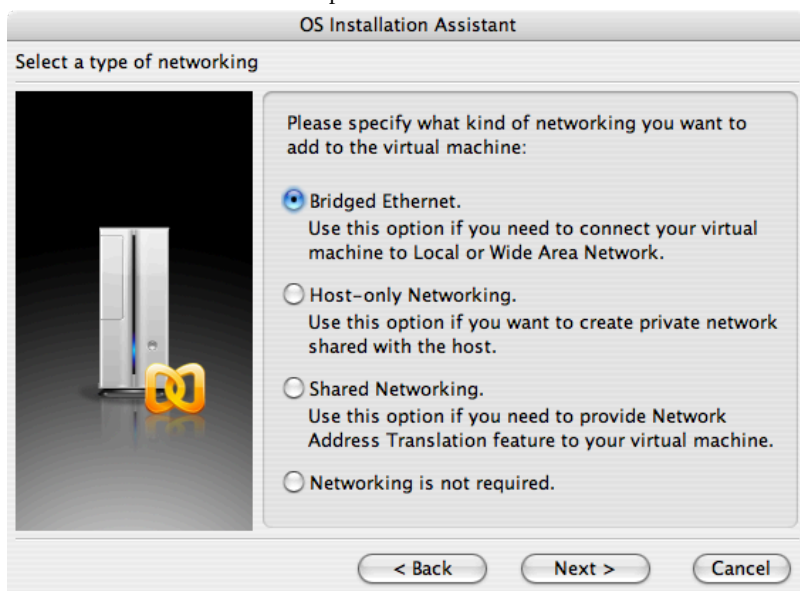 OS Installation Assistant
Select a type of networking
Please specify what kind of networking you want to
add to the virtual machine:
Bridged Ethernet.
Use this option if you need to connect your virtual
machine to Local or Wide Area Network.
Host-only Networking.
Use this option if you want to create private network
shared with the host.
Shared Networking.
Use this option if you need to provide Network
Address Translation feature to your virtual machine.
Networking is not required.
< Back
Next >
Cancel